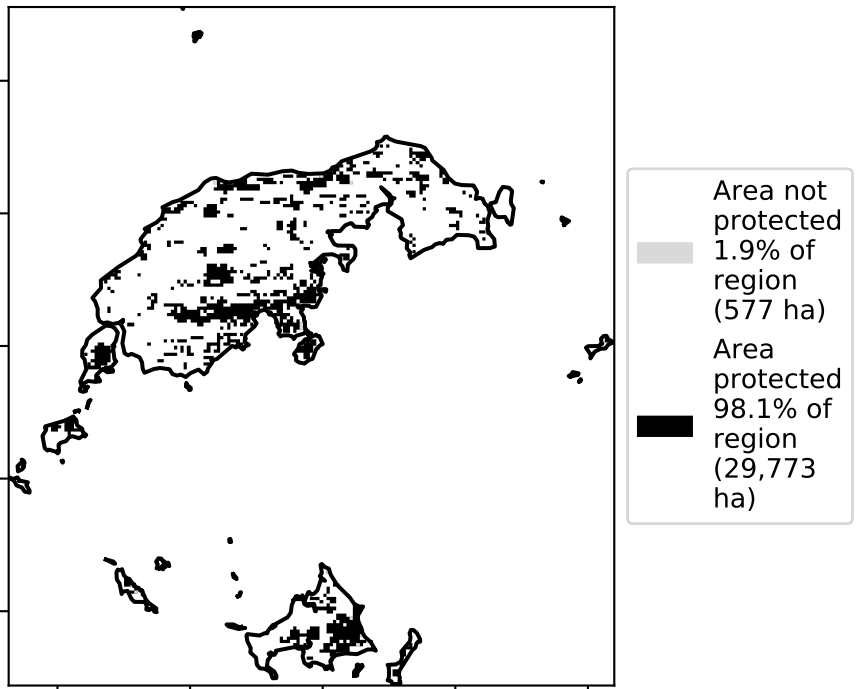 Area not
protected
1.9% of
region
(577 ha)
Area
protected
98.1% of
region
(29,773
ha)